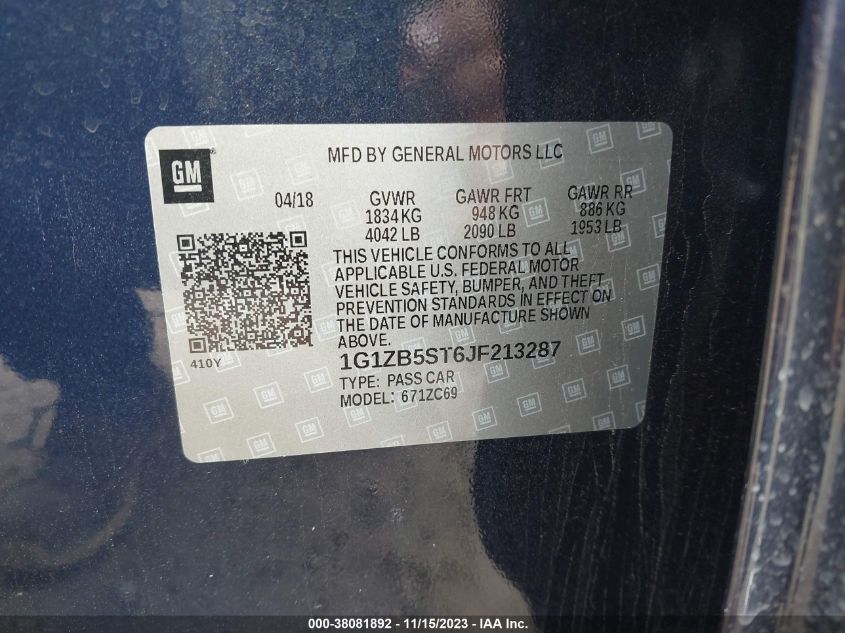 GM
MFD BY GENERAL MOTORS LLC
04/18 GVWR GAWR FRT GAWR RR
1834 KG 948 KG 886 KG
4042 LB 2090 LB 1953 LB
THIS VEHICLE CONFORMS TO ALL
APPLICABLE U.S. FEDERAL MOTOR
VEHICLE SAFETY, BUMPER, AND THEFT
PREVENTION STANDARDS IN EFFECT ON
THE DATE OF MANUFACTURE SHOWN
ABOVE.
410Y
1G1ZB5ST6JF213287
TYPE: PASS CAR
MODEL: 671ZC69
000-38081892 - 11/15/2023 - IAA Inc.